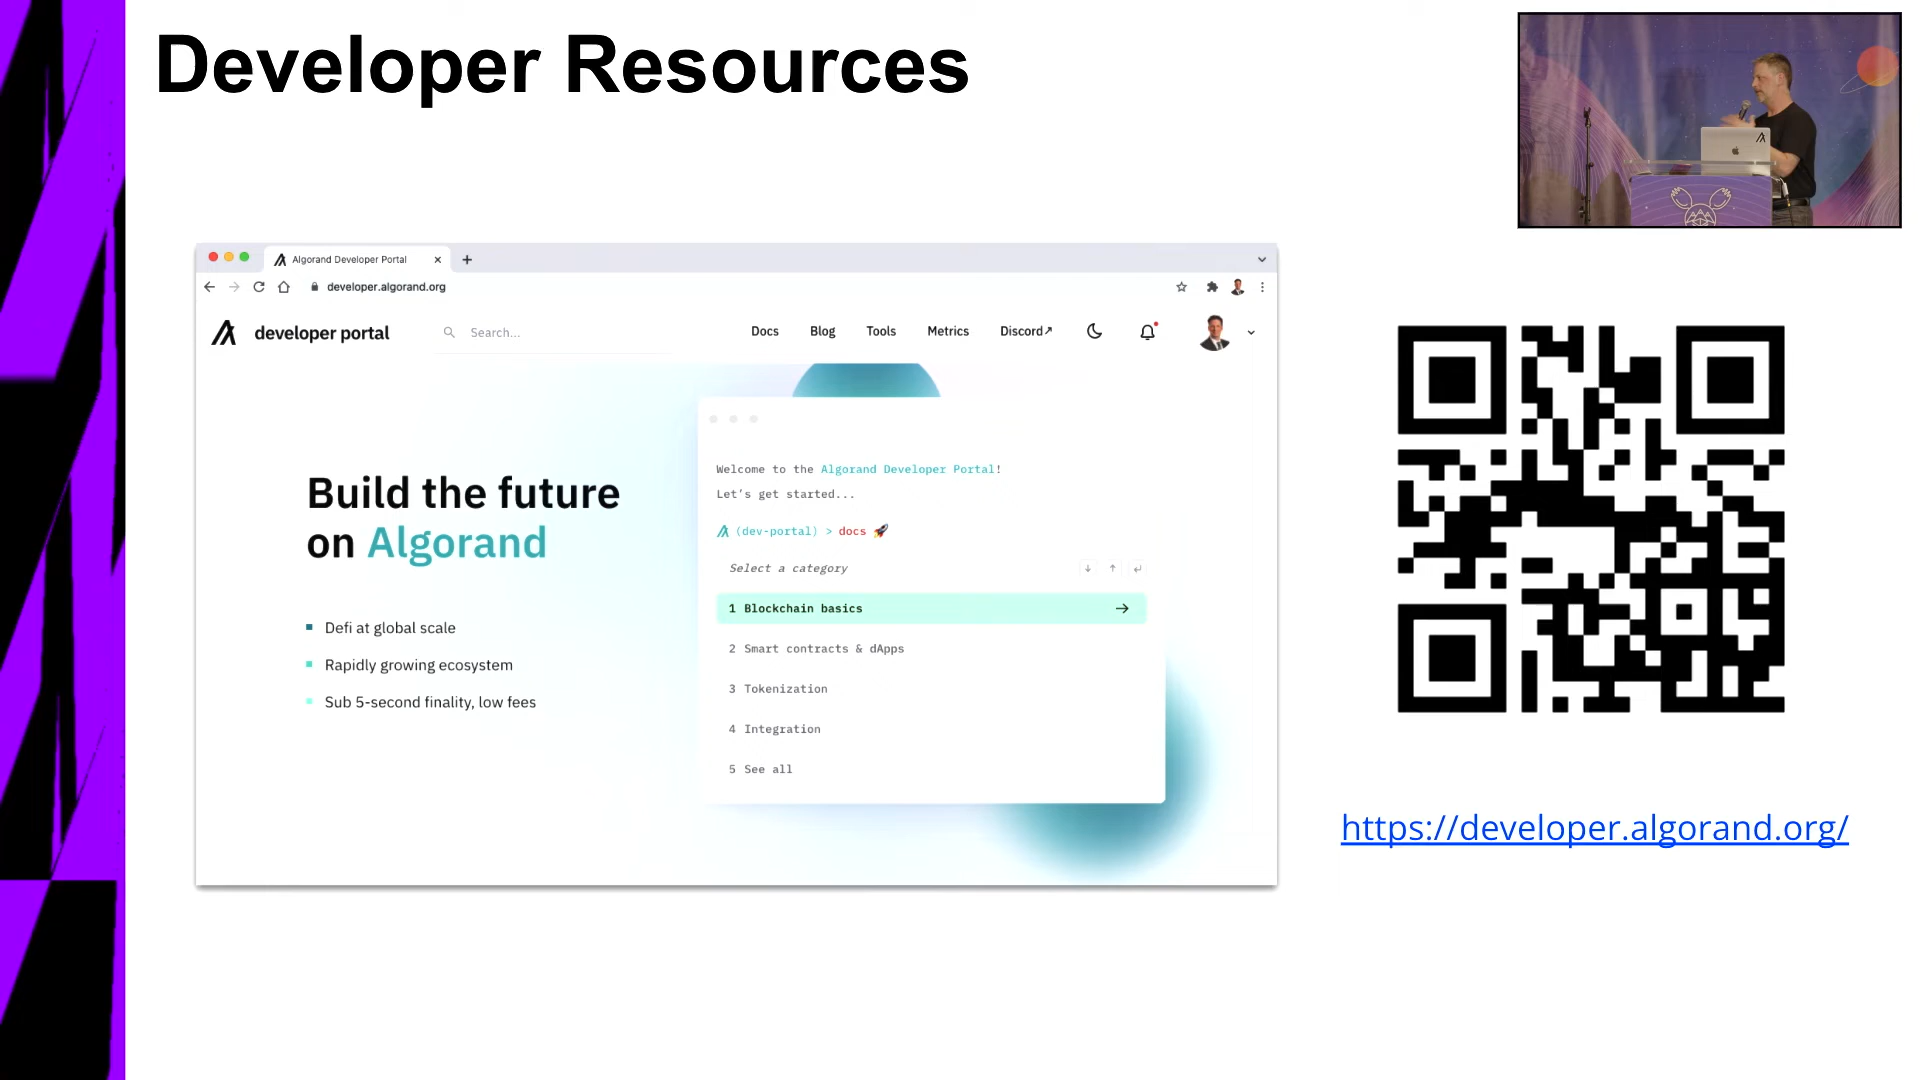 Developer Resources
Algorand Developer Portal
developer.algorand.org
developer portal
Search...
Docs
Blog
Tools
Metrics
Discord↗
Build the future
on Algorand
Defi at global scale
Rapidly growing ecosystem
Sub 5-second finality, low fees
Welcome to the Algorand Developer Portal!
Let's get started...
(dev-portal) > docs 🚀
Select a category
1 Blockchain basics
2 Smart contracts & dApps
3 Tokenization
4 Integration
5 See all
https://developer.algorand.org/